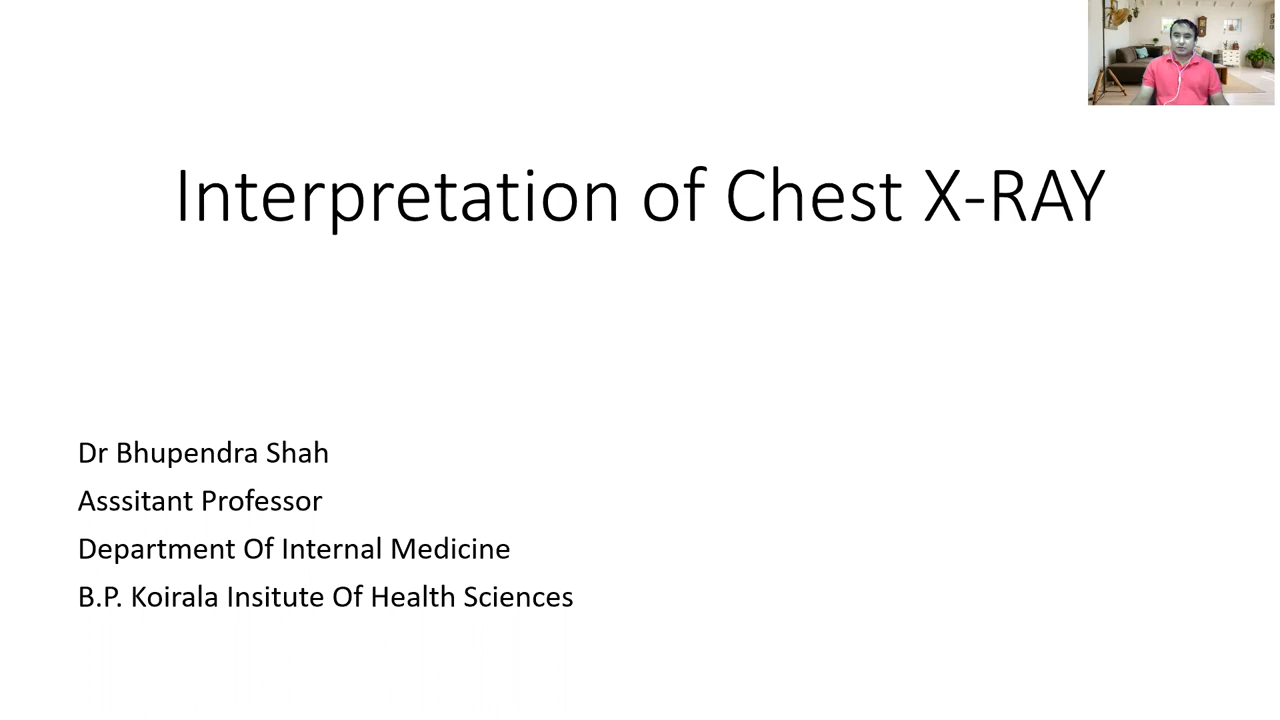 Interpretation of Chest X-RAY
Dr Bhupendra Shah
Asssitant Professor
Department Of Internal Medicine
B.P. Koirala Insitute Of Health Sciences